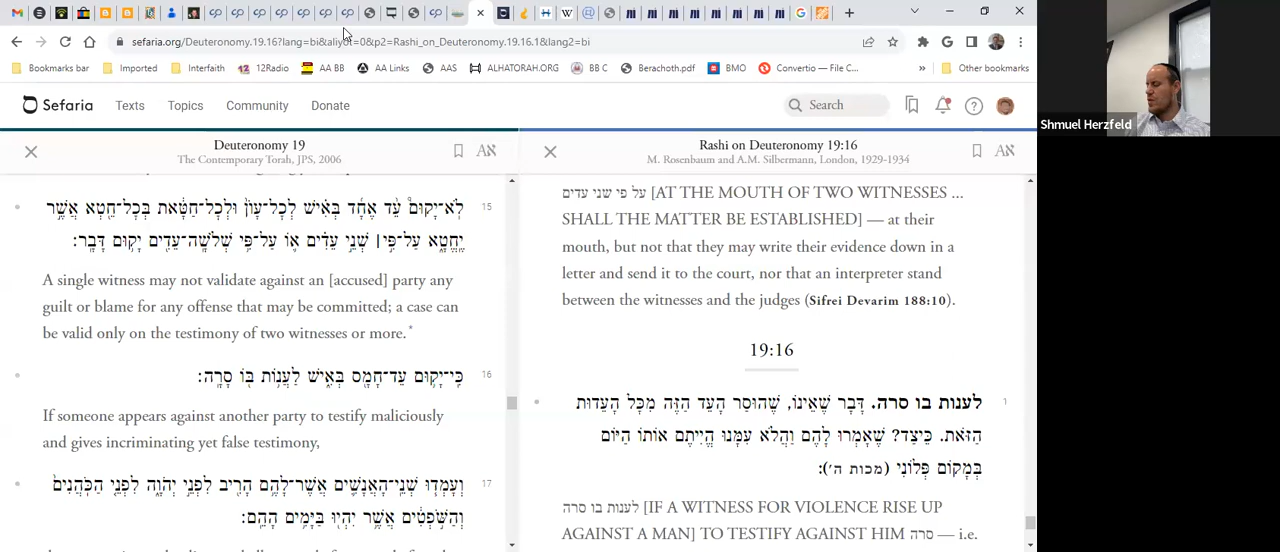 sefaria.org/Deuteronomy.19.16?lang=bi&aliyot=0&p2=Rashi_on_Deuteronomy.19.16.1&lang2=bi
Bookmarks bar
Interfaith
12Radio
AA BB
AA Links
AAS
ALHATORAH.ORG
BB C
Berachoth.pdf
BMO
Convertio — File C...
»
Other bookmarks
Sefaria
Texts
Topics
Community
Donate
Search
Shmuel Herzfeld
Deuteronomy 19
The Contemporary Torah, JPS, 2006
15
לֹא־יָקוּם֩ עֵ֨ד אֶחָ֜ד בְּאִ֗ישׁ לְכׇל־עָוֺן֙ וּלְכׇל־חַטָּ֔את בְּכׇל־חֵ֖טְא אֲשֶׁ֣ר
יֶֽחֱטָ֑א עַל־פִּ֣י ׀ שְׁנֵ֣י עֵדִ֗ים א֛וֹ עַל־פִּ֥י שְׁלֹשָֽׁה־עֵדִ֖ים יָק֥וּם דָּבָֽר׃
A single witness may not validate against an [accused] party any
guilt or blame for any offense that may be committed; a case can
be valid only on the testimony of two witnesses or more.*
16
כִּֽי־יָק֥וּם עֵד־חָמָ֖ס בְּאִ֑ישׁ לַעֲנ֥וֹת בּ֖וֹ סָרָֽה׃
If someone appears against another party to testify maliciously
and gives incriminating yet false testimony,
17
וְעָמְד֧וּ שְׁנֵֽי־הָאֲנָשִׁ֛ים אֲשֶׁר־לָהֶ֥ם הָרִ֖יב לִפְנֵ֣י יְהֹוָ֑ה לִפְנֵ֤י הַכֹּֽהֲנִים֙
וְהַשֹּׁ֣פְטִ֔ים אֲשֶׁ֥ר יִהְי֖וּ בַּיָּמִ֥ים הָהֵֽם׃
Rashi on Deuteronomy 19:16
M. Rosenbaum and A.M. Silbermann, London, 1929-1934
על פי שני עדים [AT THE MOUTH OF TWO WITNESSES …
SHALL THE MATTER BE ESTABLISHED] — at their
mouth, but not that they may write their evidence down in a
letter and send it to the court, nor that an interpreter stand
between the witnesses and the judges (Sifrei Devarim 188:10).
19:16
1
לענות בו סרה. דָּבָר שֶׁאֵינוֹ, שֶׁהוּסַר הָעֵד הַזֶּה מִכָּל הָעֵדוּת
הַזֹּאת. כֵּיצַד? שֶׁאָמְרוּ לָהֶם וַהֲלֹא עִמָּנוּ הֱיִיתֶם אוֹתוֹ הַיּוֹם
בְּמָקוֹם פְּלוֹנִי (מכות ה'):
לענות בו סרה [IF A WITNESS FOR VIOLENCE RISE UP
AGAINST A MAN] TO TESTIFY AGAINST HIM סרה — i.e.